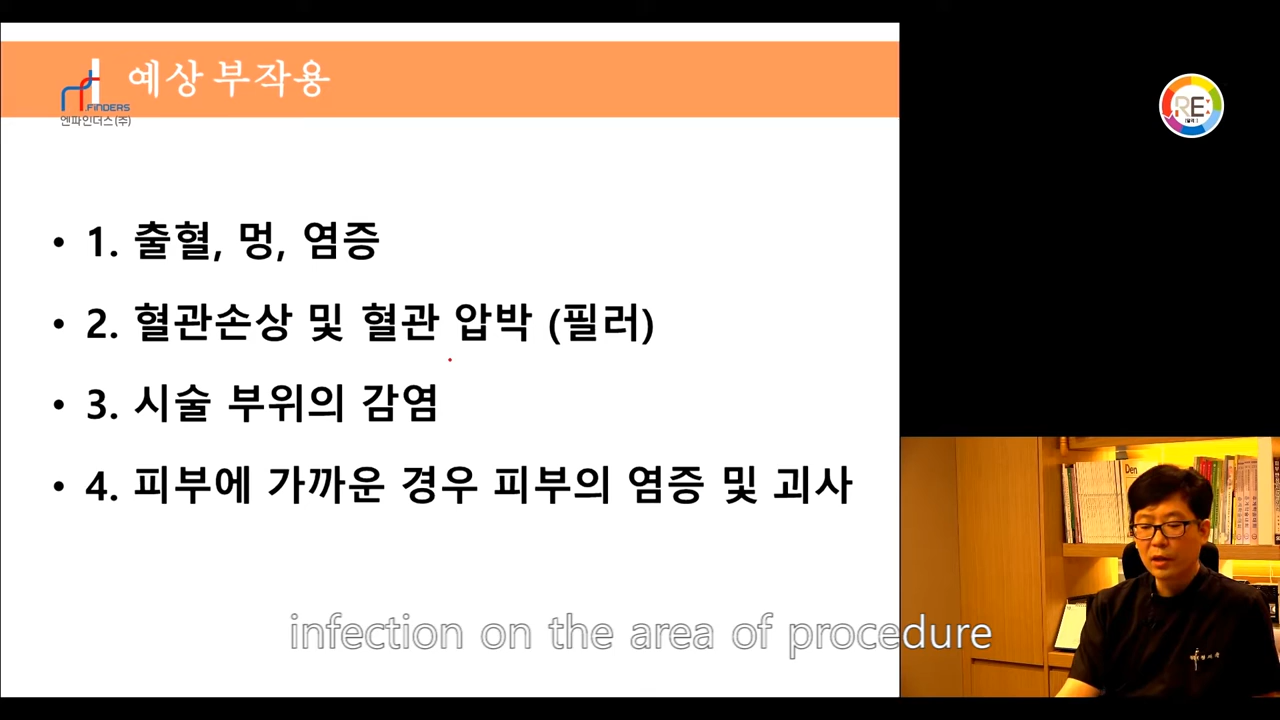 예상 부작용
.FiNDERS
엔파인더스(주)
RE:
• 1. 출혈, 멍, 염증
• 2. 혈관손상 및 혈관 압박 (필러)
• 3. 시술 부위의 감염
• 4. 피부에 가까운 경우 피부의 염증 및 괴사
Den
infection on the area of procedure